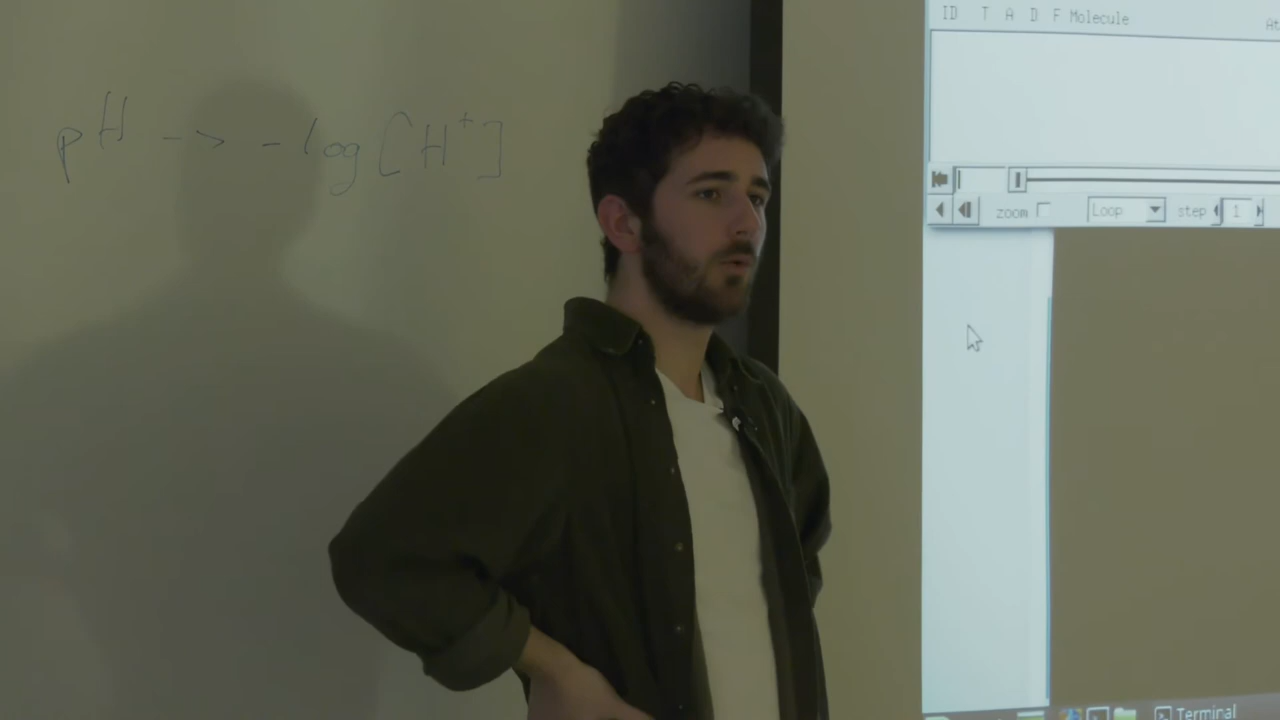 pH -> -log[H+]
ID T A D F Molecule
zoom Loop step 1
Terminal